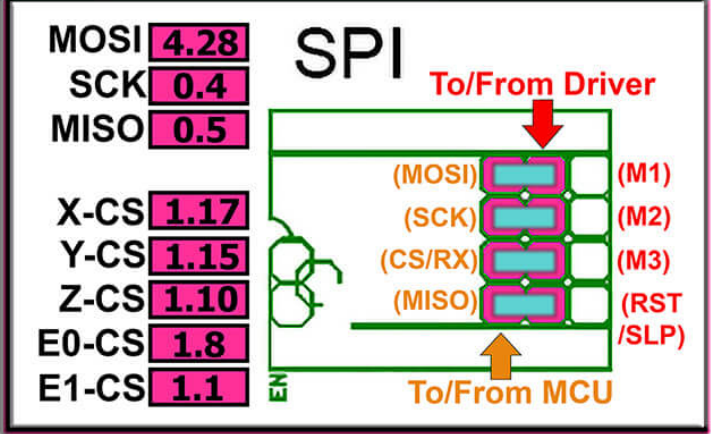 MOSI 4.28
SCK 0.4
MISO 0.5
X-CS 1.17
Y-CS 1.15
Z-CS 1.10
E0-CS 1.8
E1-CS 1.1
SPI
To/From Driver
(MOSI) (M1)
(SCK) (M2)
(CS/RX) (M3)
(MISO) (RST
/SLP)
EN
To/From MCU